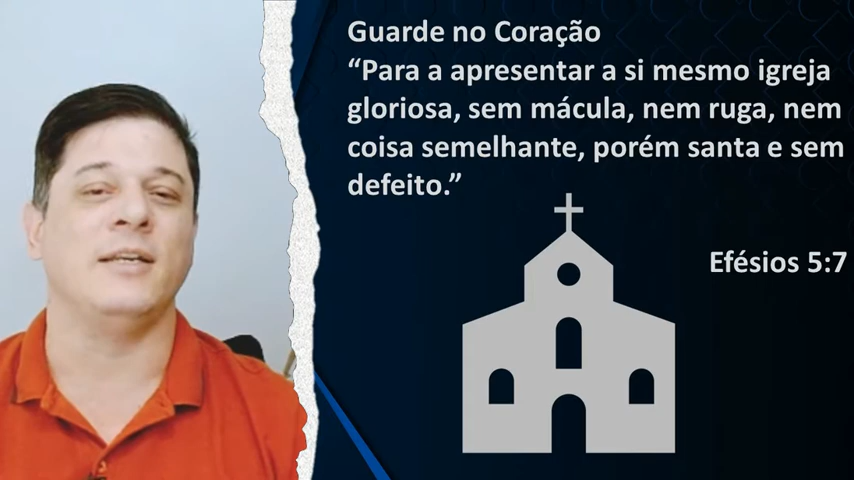 Guarde no Coração
“Para a apresentar a si mesmo igreja
gloriosa, sem mácula, nem ruga, nem
coisa semelhante, porém santa e sem
defeito.”
Efésios 5:7